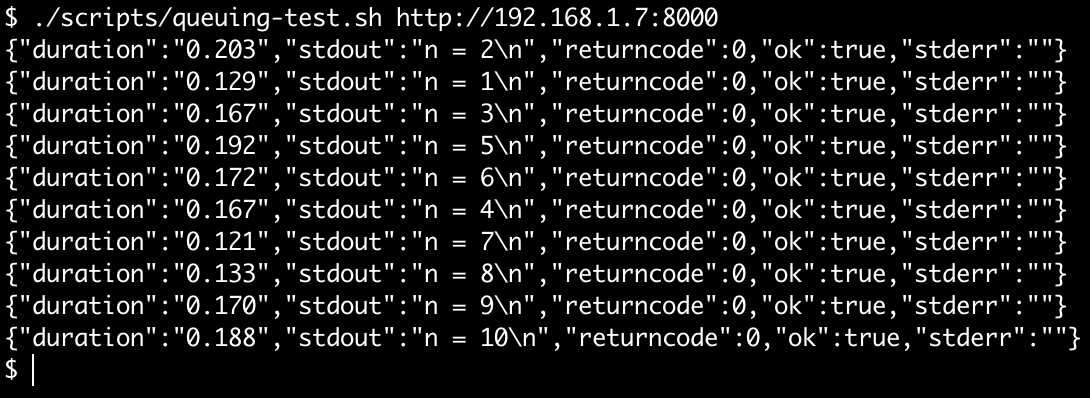 $ ./scripts/queuing-test.sh http://192.168.1.7:8000
{"duration":"0.203","stdout":"n = 2\n","returncode":0,"ok":true,"stderr":""}
{"duration":"0.129","stdout":"n = 1\n","returncode":0,"ok":true,"stderr":""}
{"duration":"0.167","stdout":"n = 3\n","returncode":0,"ok":true,"stderr":""}
{"duration":"0.192","stdout":"n = 5\n","returncode":0,"ok":true,"stderr":""}
{"duration":"0.172","stdout":"n = 6\n","returncode":0,"ok":true,"stderr":""}
{"duration":"0.167","stdout":"n = 4\n","returncode":0,"ok":true,"stderr":""}
{"duration":"0.121","stdout":"n = 7\n","returncode":0,"ok":true,"stderr":""}
{"duration":"0.133","stdout":"n = 8\n","returncode":0,"ok":true,"stderr":""}
{"duration":"0.170","stdout":"n = 9\n","returncode":0,"ok":true,"stderr":""}
{"duration":"0.188","stdout":"n = 10\n","returncode":0,"ok":true,"stderr":""}
$